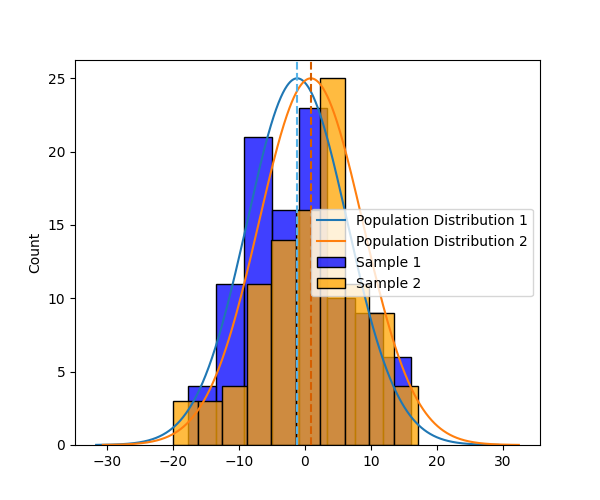 25
20
15
10
5
0
Count
Population Distribution 1
Population Distribution 2
Sample 1
Sample 2
−30 −20 −10 0 10 20 30